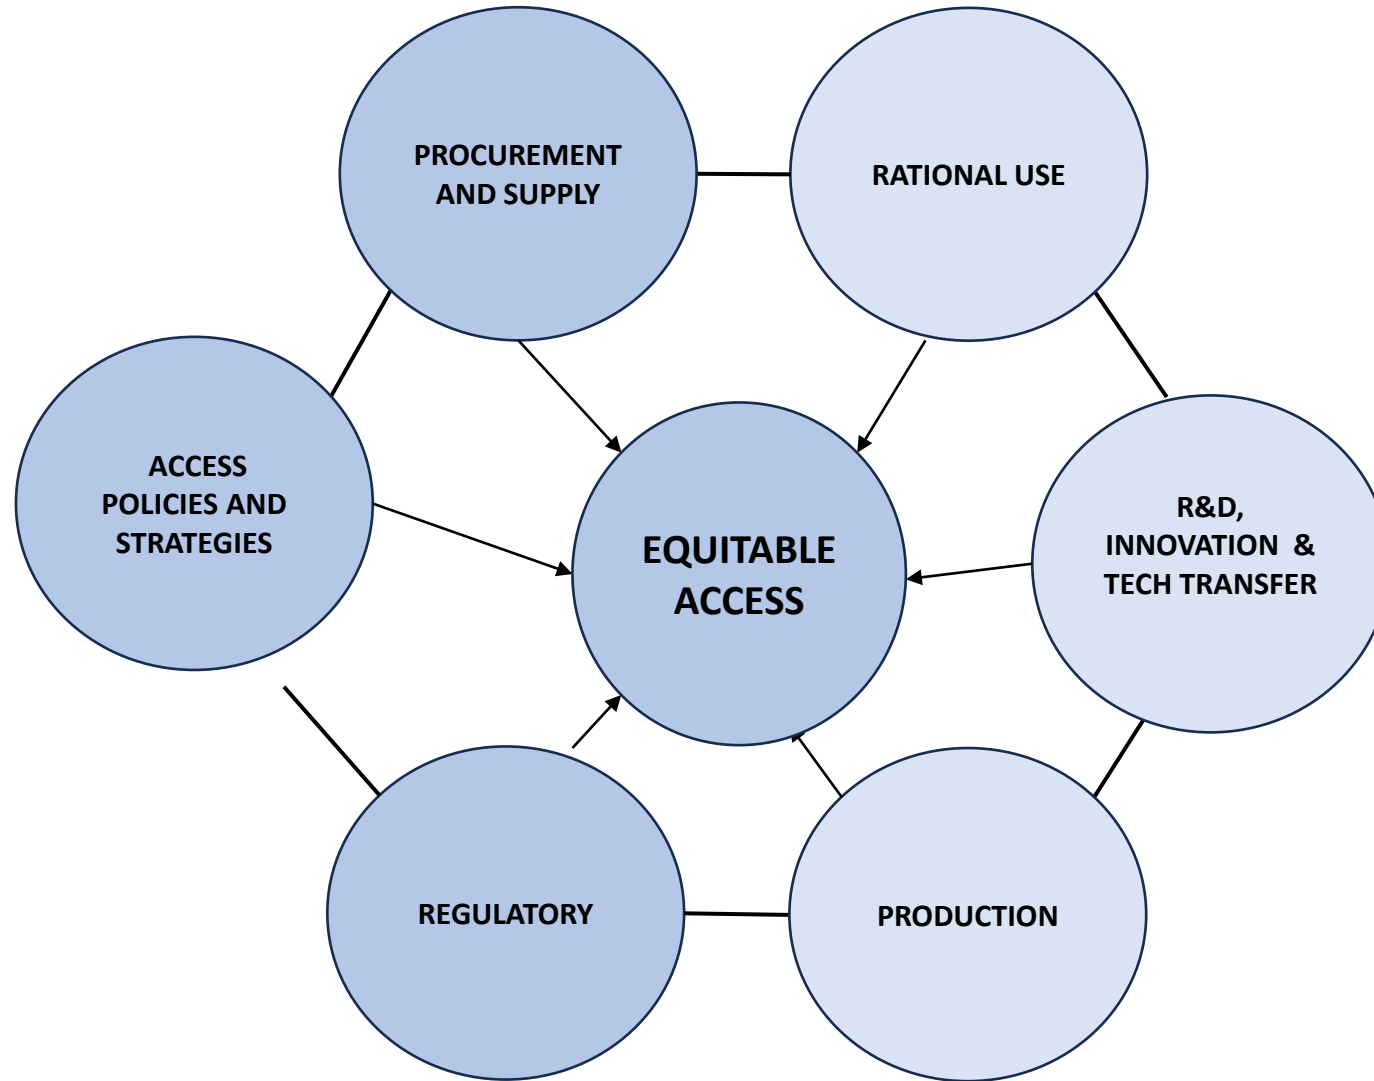 PROCUREMENT
AND SUPPLY
RATIONAL USE
ACCESS
POLICIES AND
STRATEGIES
EQUITABLE
ACCESS
R&D,
INNOVATION &
TECH TRANSFER
REGULATORY
PRODUCTION